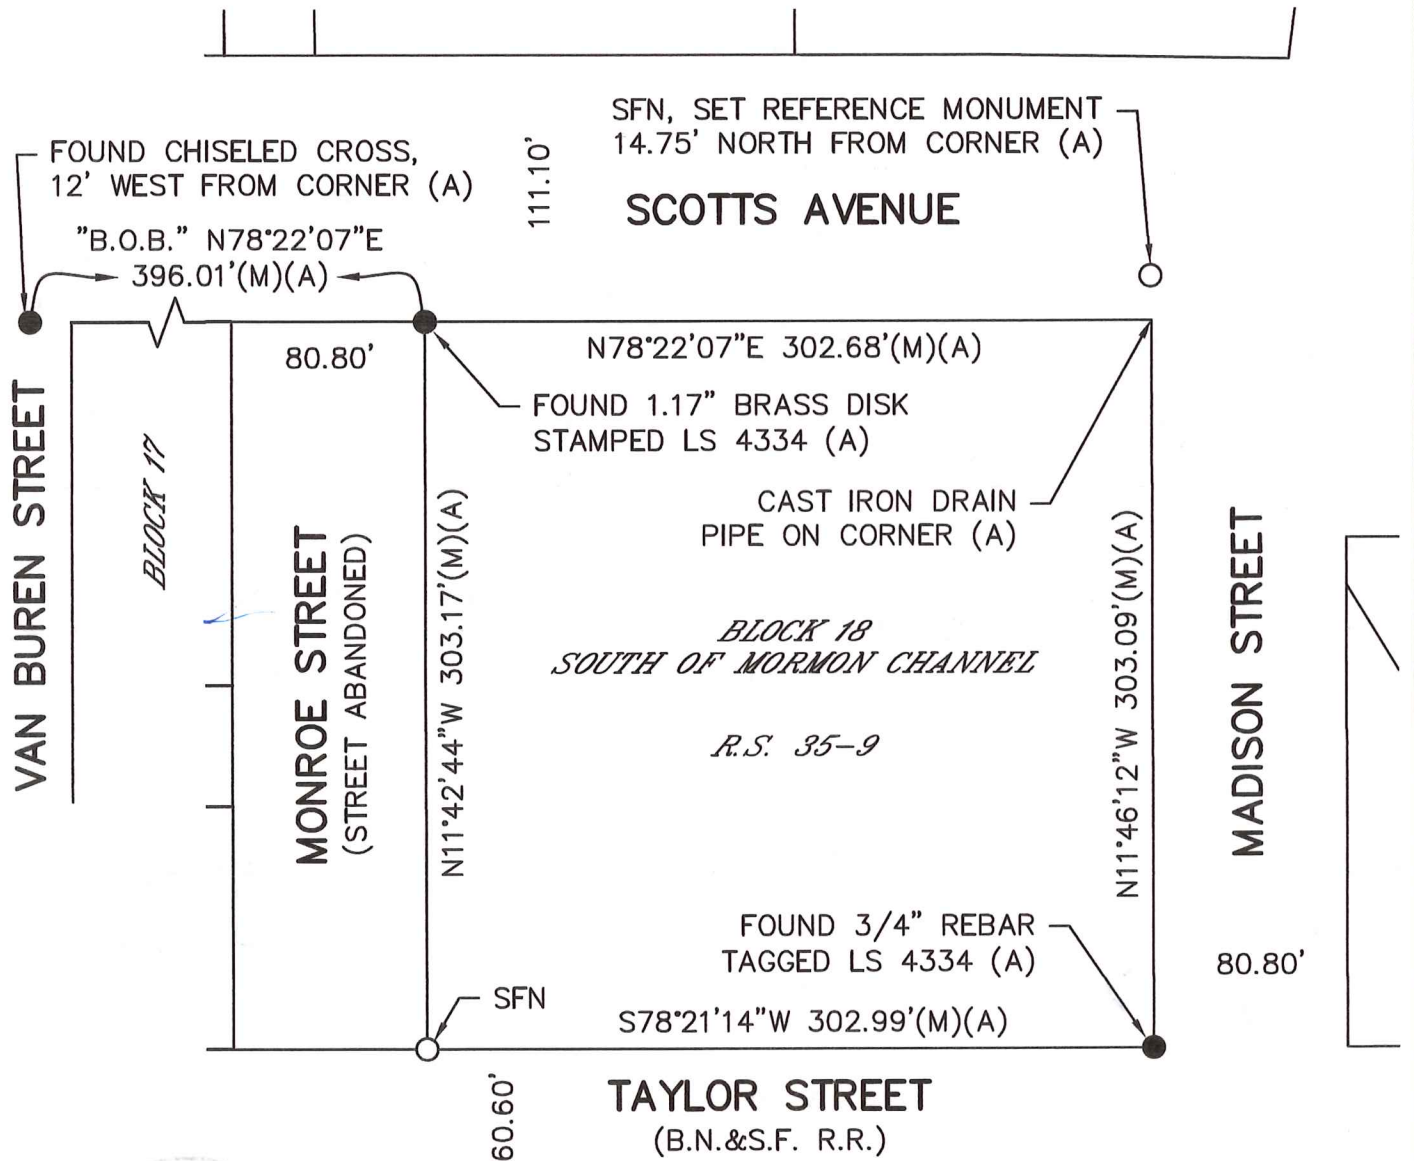 SFN, SET REFERENCE MONUMENT
14.75' NORTH FROM CORNER (A)
FOUND CHISELED CROSS,
12' WEST FROM CORNER (A)
111.10'
SCOTTS AVENUE
"B.O.B." N78°22'07"E
396.01'(M)(A)
80.80'
N78°22'07"E 302.68'(M)(A)
FOUND 1.17" BRASS DISK
STAMPED LS 4334 (A)
VAN BUREN STREET
BLOCK 17
MONROE STREET
(STREET ABANDONED)
N11°42'44"W 303.17'(M)(A)
CAST IRON DRAIN
PIPE ON CORNER (A)
BLOCK 18
SOUTH OF MORMON CHANNEL
R.S. 35-9
N11°46'12"W 303.09'(M)(A)
MADISON STREET
FOUND 3/4" REBAR
TAGGED LS 4334 (A)
80.80'
SFN
S78°21'14"W 302.99'(M)(A)
60.60'
TAYLOR STREET
(B.N.&S.F. R.R.)